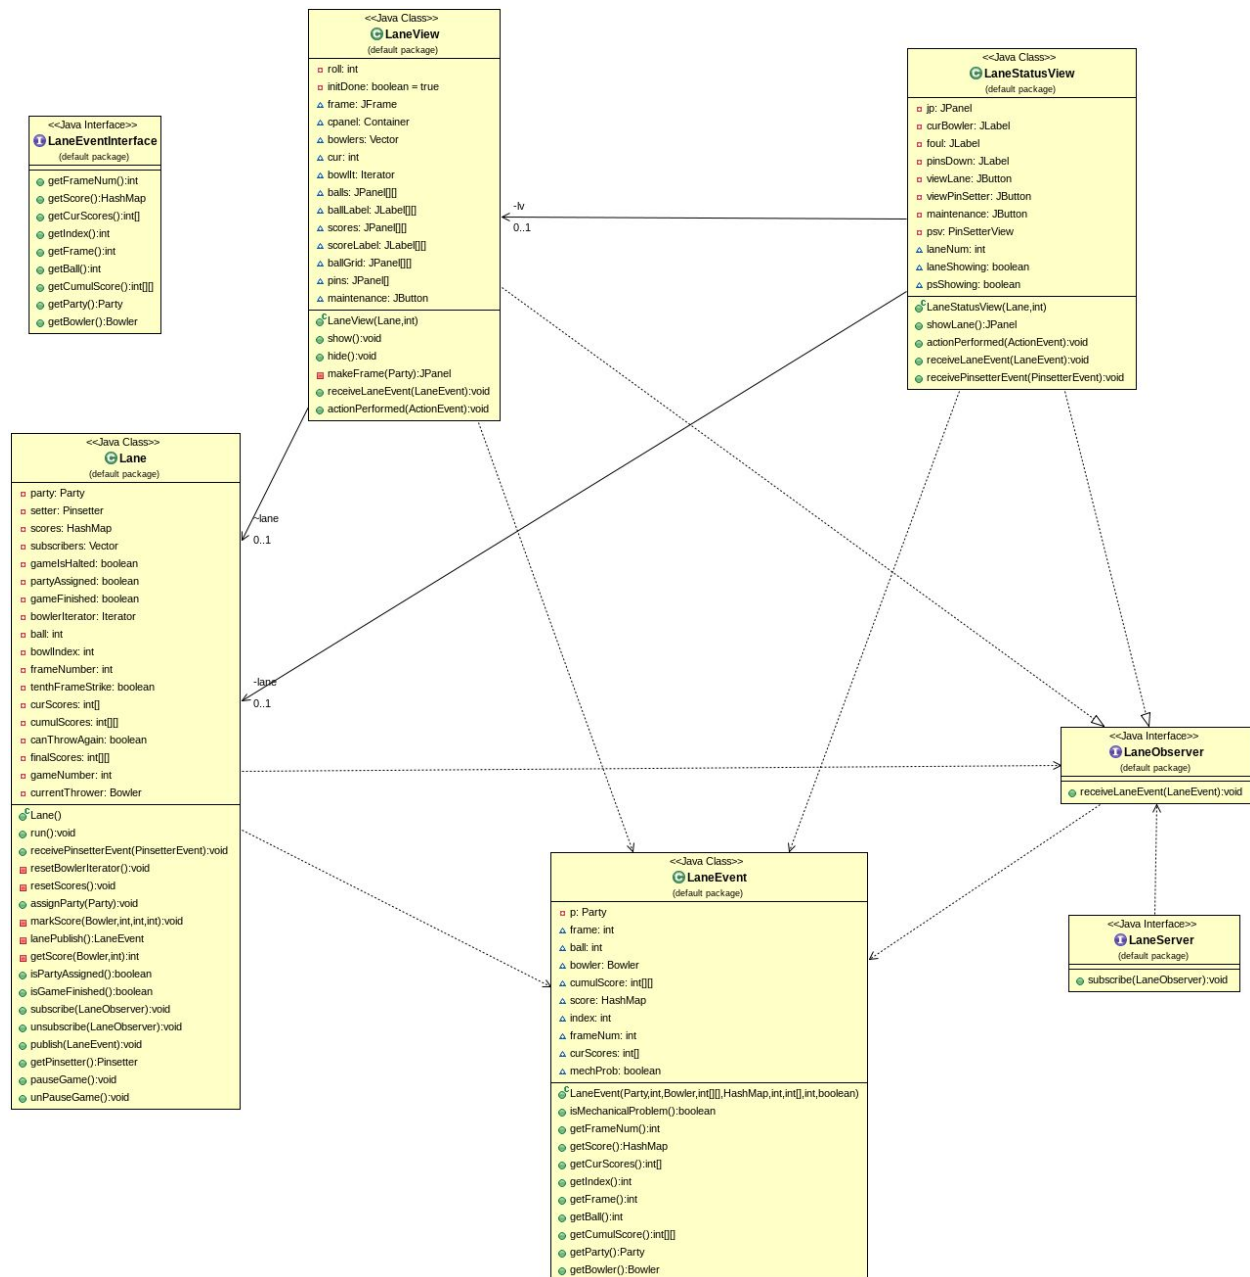 <<Java Class>>
LaneView
(default package)
roll: int
initDone: boolean = true
frame: JFrame
cpanel: Container
bowlers: Vector
cur: int
bowlIt: Iterator
balls: JPanel[][]
ballLabel: JLabel[][]
scores: JPanel[][]
scoreLabel: JLabel[][]
ballGrid: JPanel[][]
pins: JPanel[]
maintenance: JButton
LaneView(Lane,int)
show():void
hide():void
makeFrame(Party):JPanel
receiveLaneEvent(LaneEvent):void
actionPerformed(ActionEvent):void
<<Java Class>>
LaneStatusView
(default package)
jp: JPanel
curBowler: JLabel
foul: JLabel
pinsDown: JLabel
viewLane: JButton
viewPinSetter: JButton
maintenance: JButton
psv: PinSetterView
laneNum: int
laneShowing: boolean
psShowing: boolean
LaneStatusView(Lane,int)
showLane():JPanel
actionPerformed(ActionEvent):void
receiveLaneEvent(LaneEvent):void
receivePinsetterEvent(PinsetterEvent):void
<<Java Interface>>
LaneEventInterface
(default package)
getFrameNum():int
getScore():HashMap
getCurScores():int[]
getIndex():int
getFrame():int
getBall():int
getCumulScore():int[][]
getParty():Party
getBowler():Bowler
-lv
0..1
~lane
0..1
-lane
0..1
<<Java Class>>
Lane
(default package)
party: Party
setter: Pinsetter
scores: HashMap
subscribers: Vector
gameIsHalted: boolean
partyAssigned: boolean
gameFinished: boolean
bowlerIterator: Iterator
ball: int
bowlIndex: int
frameNumber: int
tenthFrameStrike: boolean
curScores: int[]
cumulScores: int[][]
canThrowAgain: boolean
finalScores: int[][]
gameNumber: int
currentThrower: Bowler
Lane()
run():void
receivePinsetterEvent(PinsetterEvent):void
resetBowlerIterator():void
resetScores():void
assignParty(Party):void
markScore(Bowler,int,int,int):void
lanePublish():LaneEvent
getScore(Bowler,int):int
isPartyAssigned():boolean
isGameFinished():boolean
subscribe(LaneObserver):void
unsubscribe(LaneObserver):void
publish(LaneEvent):void
getPinsetter():Pinsetter
pauseGame():void
unPauseGame():void
<<Java Interface>>
LaneObserver
(default package)
receiveLaneEvent(LaneEvent):void
<<Java Class>>
LaneEvent
(default package)
p: Party
frame: int
ball: int
bowler: Bowler
cumulScore: int[][]
score: HashMap
index: int
frameNum: int
curScores: int[]
mechProb: boolean
LaneEvent(Party,int,Bowler,int[][],HashMap,int,int[],int,boolean)
isMechanicalProblem():boolean
getFrameNum():int
getScore():HashMap
getCurScores():int[]
getIndex():int
getFrame():int
getBall():int
getCumulScore():int[][]
getParty():Party
getBowler():Bowler
<<Java Interface>>
LaneServer
(default package)
subscribe(LaneObserver):void